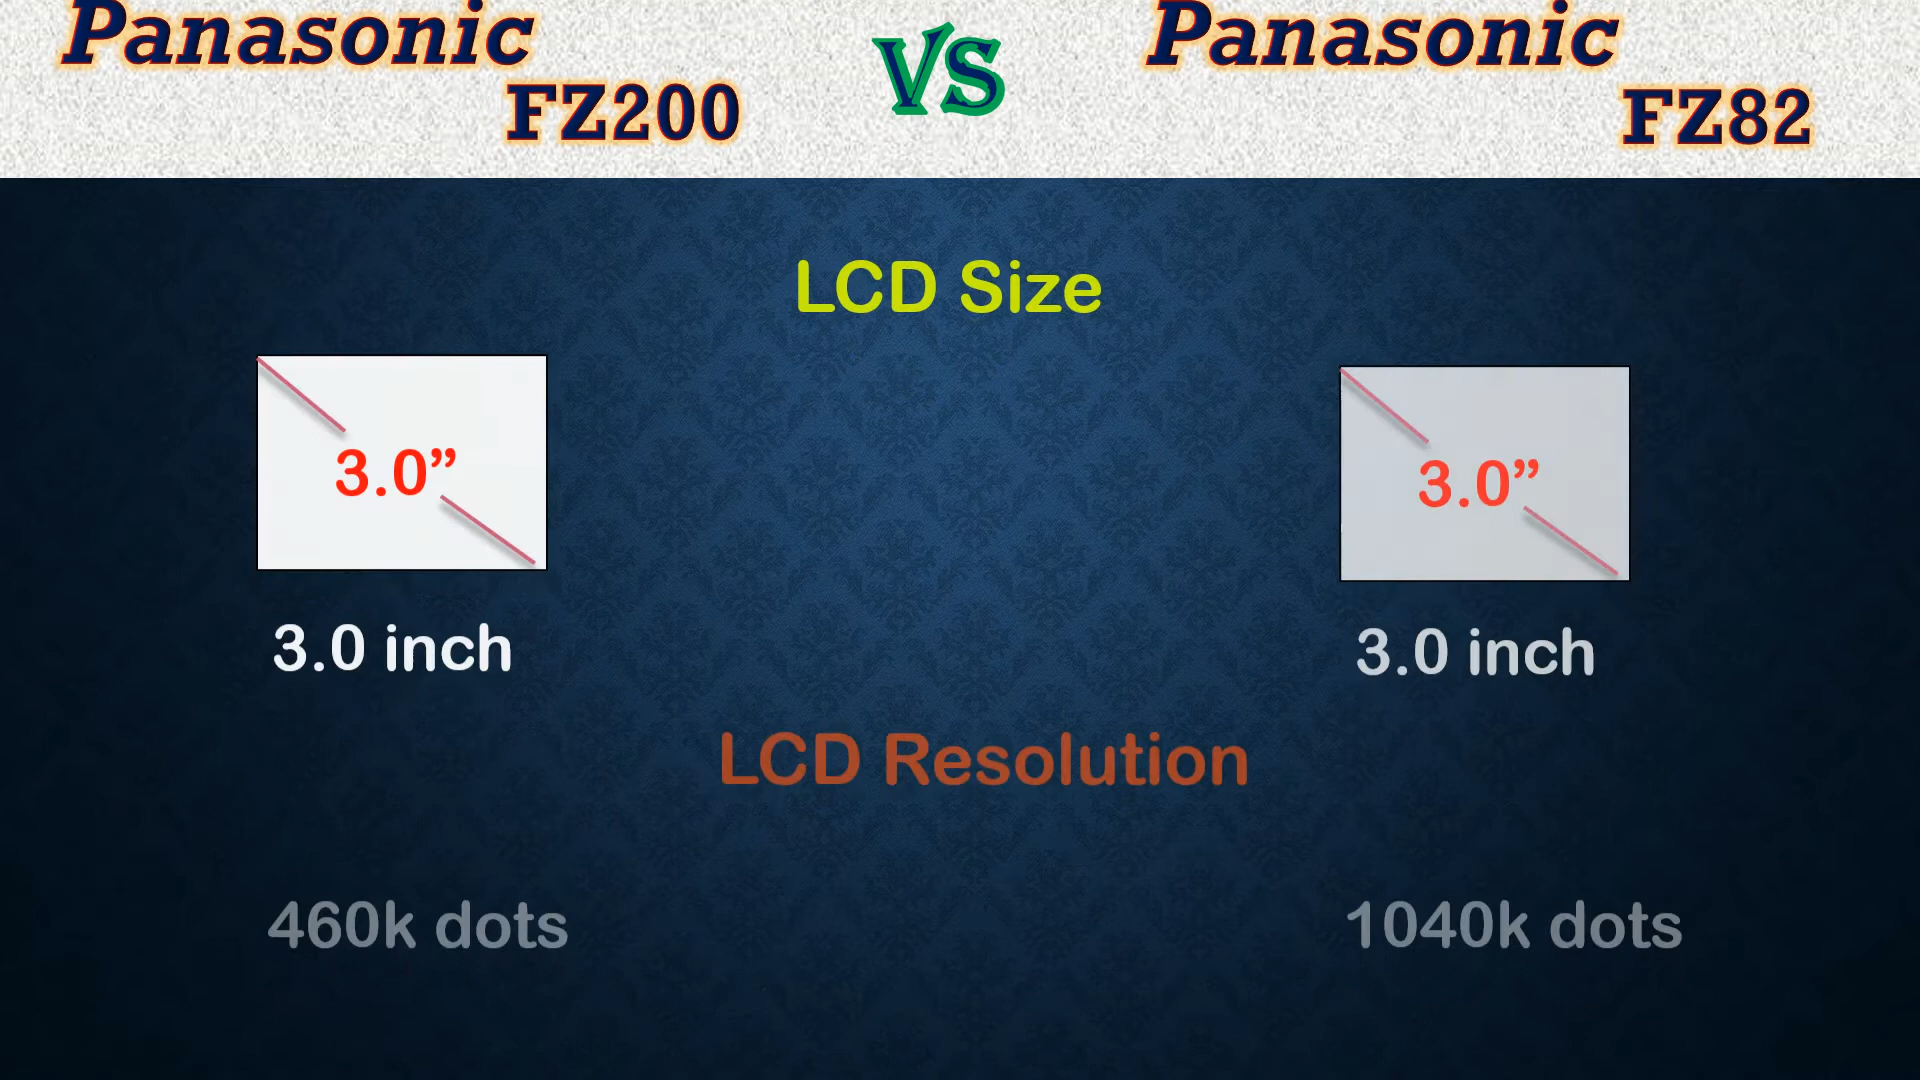 Panasonic
FZ200
VS
Panasonic
FZ82
LCD Size
3.0”
3.0”
3.0 inch
3.0 inch
LCD Resolution
460k dots
1040k dots